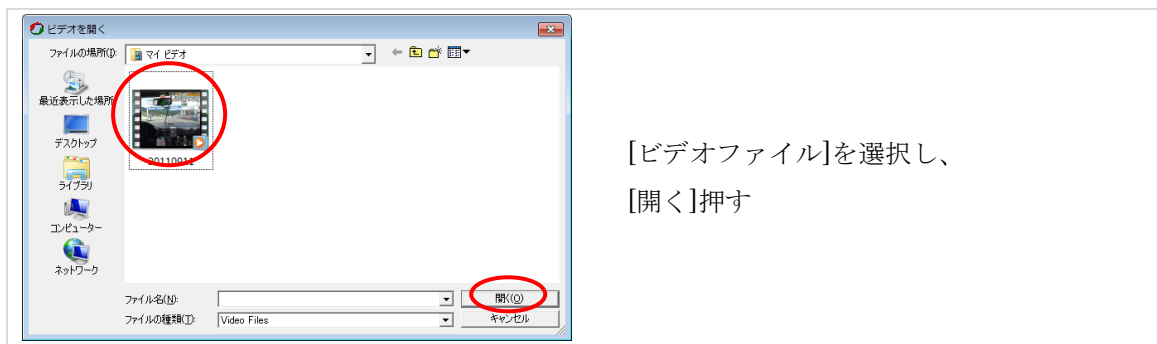 ビデオを開く
ファイルの場所(I):
マイ ビデオ
最近表示した場所
デスクトップ
ライブラリ
コンピューター
ネットワーク
20110911
ファイル名(N):
開く(O)
ファイルの種類(T):
Video Files
キャンセル
[ビデオファイル]を選択し、
[開く]押す